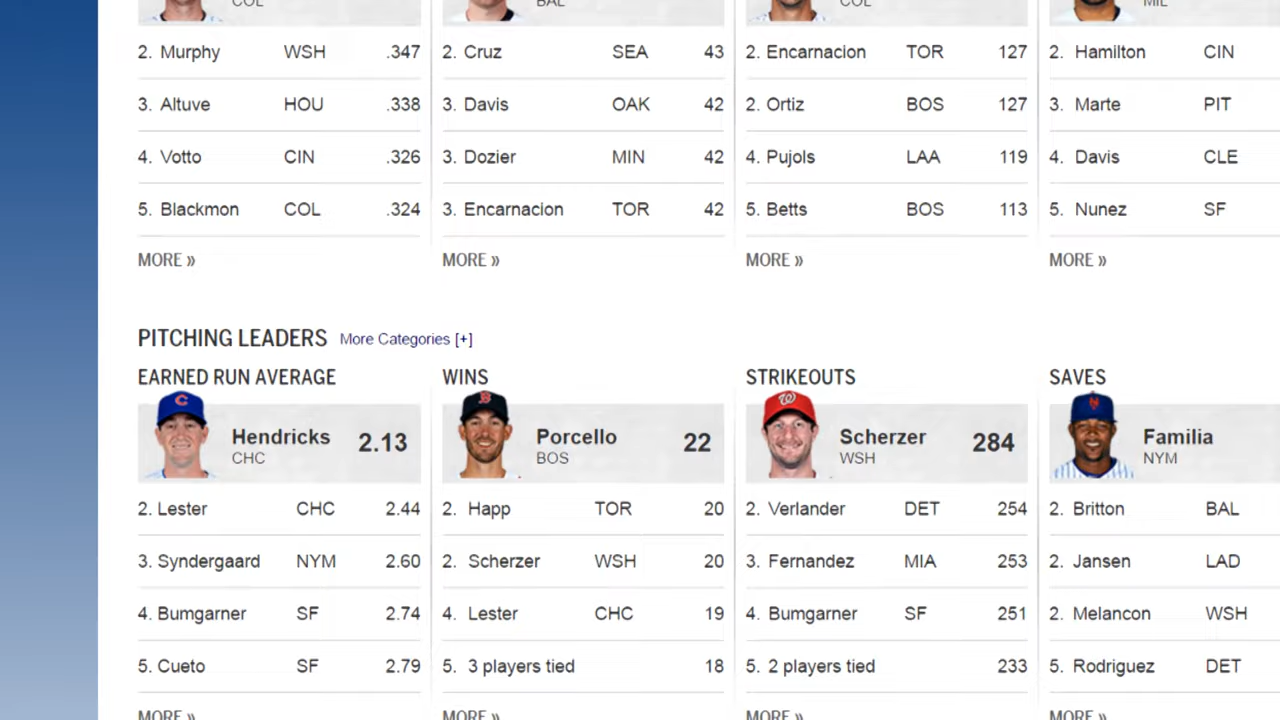 COL BAL COL MIL
2. Murphy WSH .347 2. Cruz SEA 43 2. Encarnacion TOR 127 2. Hamilton CIN
3. Altuve HOU .338 3. Davis OAK 42 2. Ortiz BOS 127 3. Marte PIT
4. Votto CIN .326 3. Dozier MIN 42 4. Pujols LAA 119 4. Davis CLE
5. Blackmon COL .324 3. Encarnacion TOR 42 5. Betts BOS 113 5. Nunez SF
MORE » MORE » MORE » MORE »
PITCHING LEADERS More Categories [+]
EARNED RUN AVERAGE WINS STRIKEOUTS SAVES
Hendricks 2.13 Porcello 22 Scherzer 284 Familia
CHC BOS WSH NYM
2. Lester CHC 2.44 2. Happ TOR 20 2. Verlander DET 254 2. Britton BAL
3. Syndergaard NYM 2.60 2. Scherzer WSH 20 3. Fernandez MIA 253 2. Jansen LAD
4. Bumgarner SF 2.74 4. Lester CHC 19 4. Bumgarner SF 251 2. Melancon WSH
5. Cueto SF 2.79 5. 3 players tied 18 5. 2 players tied 233 5. Rodriguez DET
MORE » MORE » MORE » MORE »